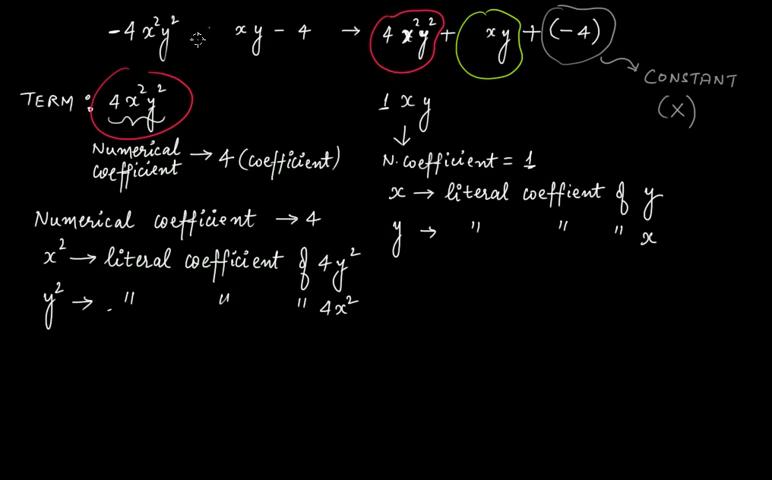 -4x²y² xy - 4 → 4x²y² + xy + (-4)
CONSTANT
(X)
TERM : 4x²y²
1xy
Numerical coefficient → 4 (coefficient)
N. coefficient = 1
x → literal coeffient of y
y → " " " x
Numerical coefficient → 4
x² → literal coefficient of 4y²
y² → " " " 4x²